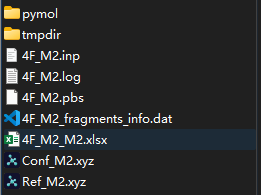 pymol
tmpdir
4F_M2.inp
4F_M2.log
4F_M2.pbs
4F_M2_fragments_info.dat
4F_M2_M2.xlsx
Conf_M2.xyz
Ref_M2.xyz